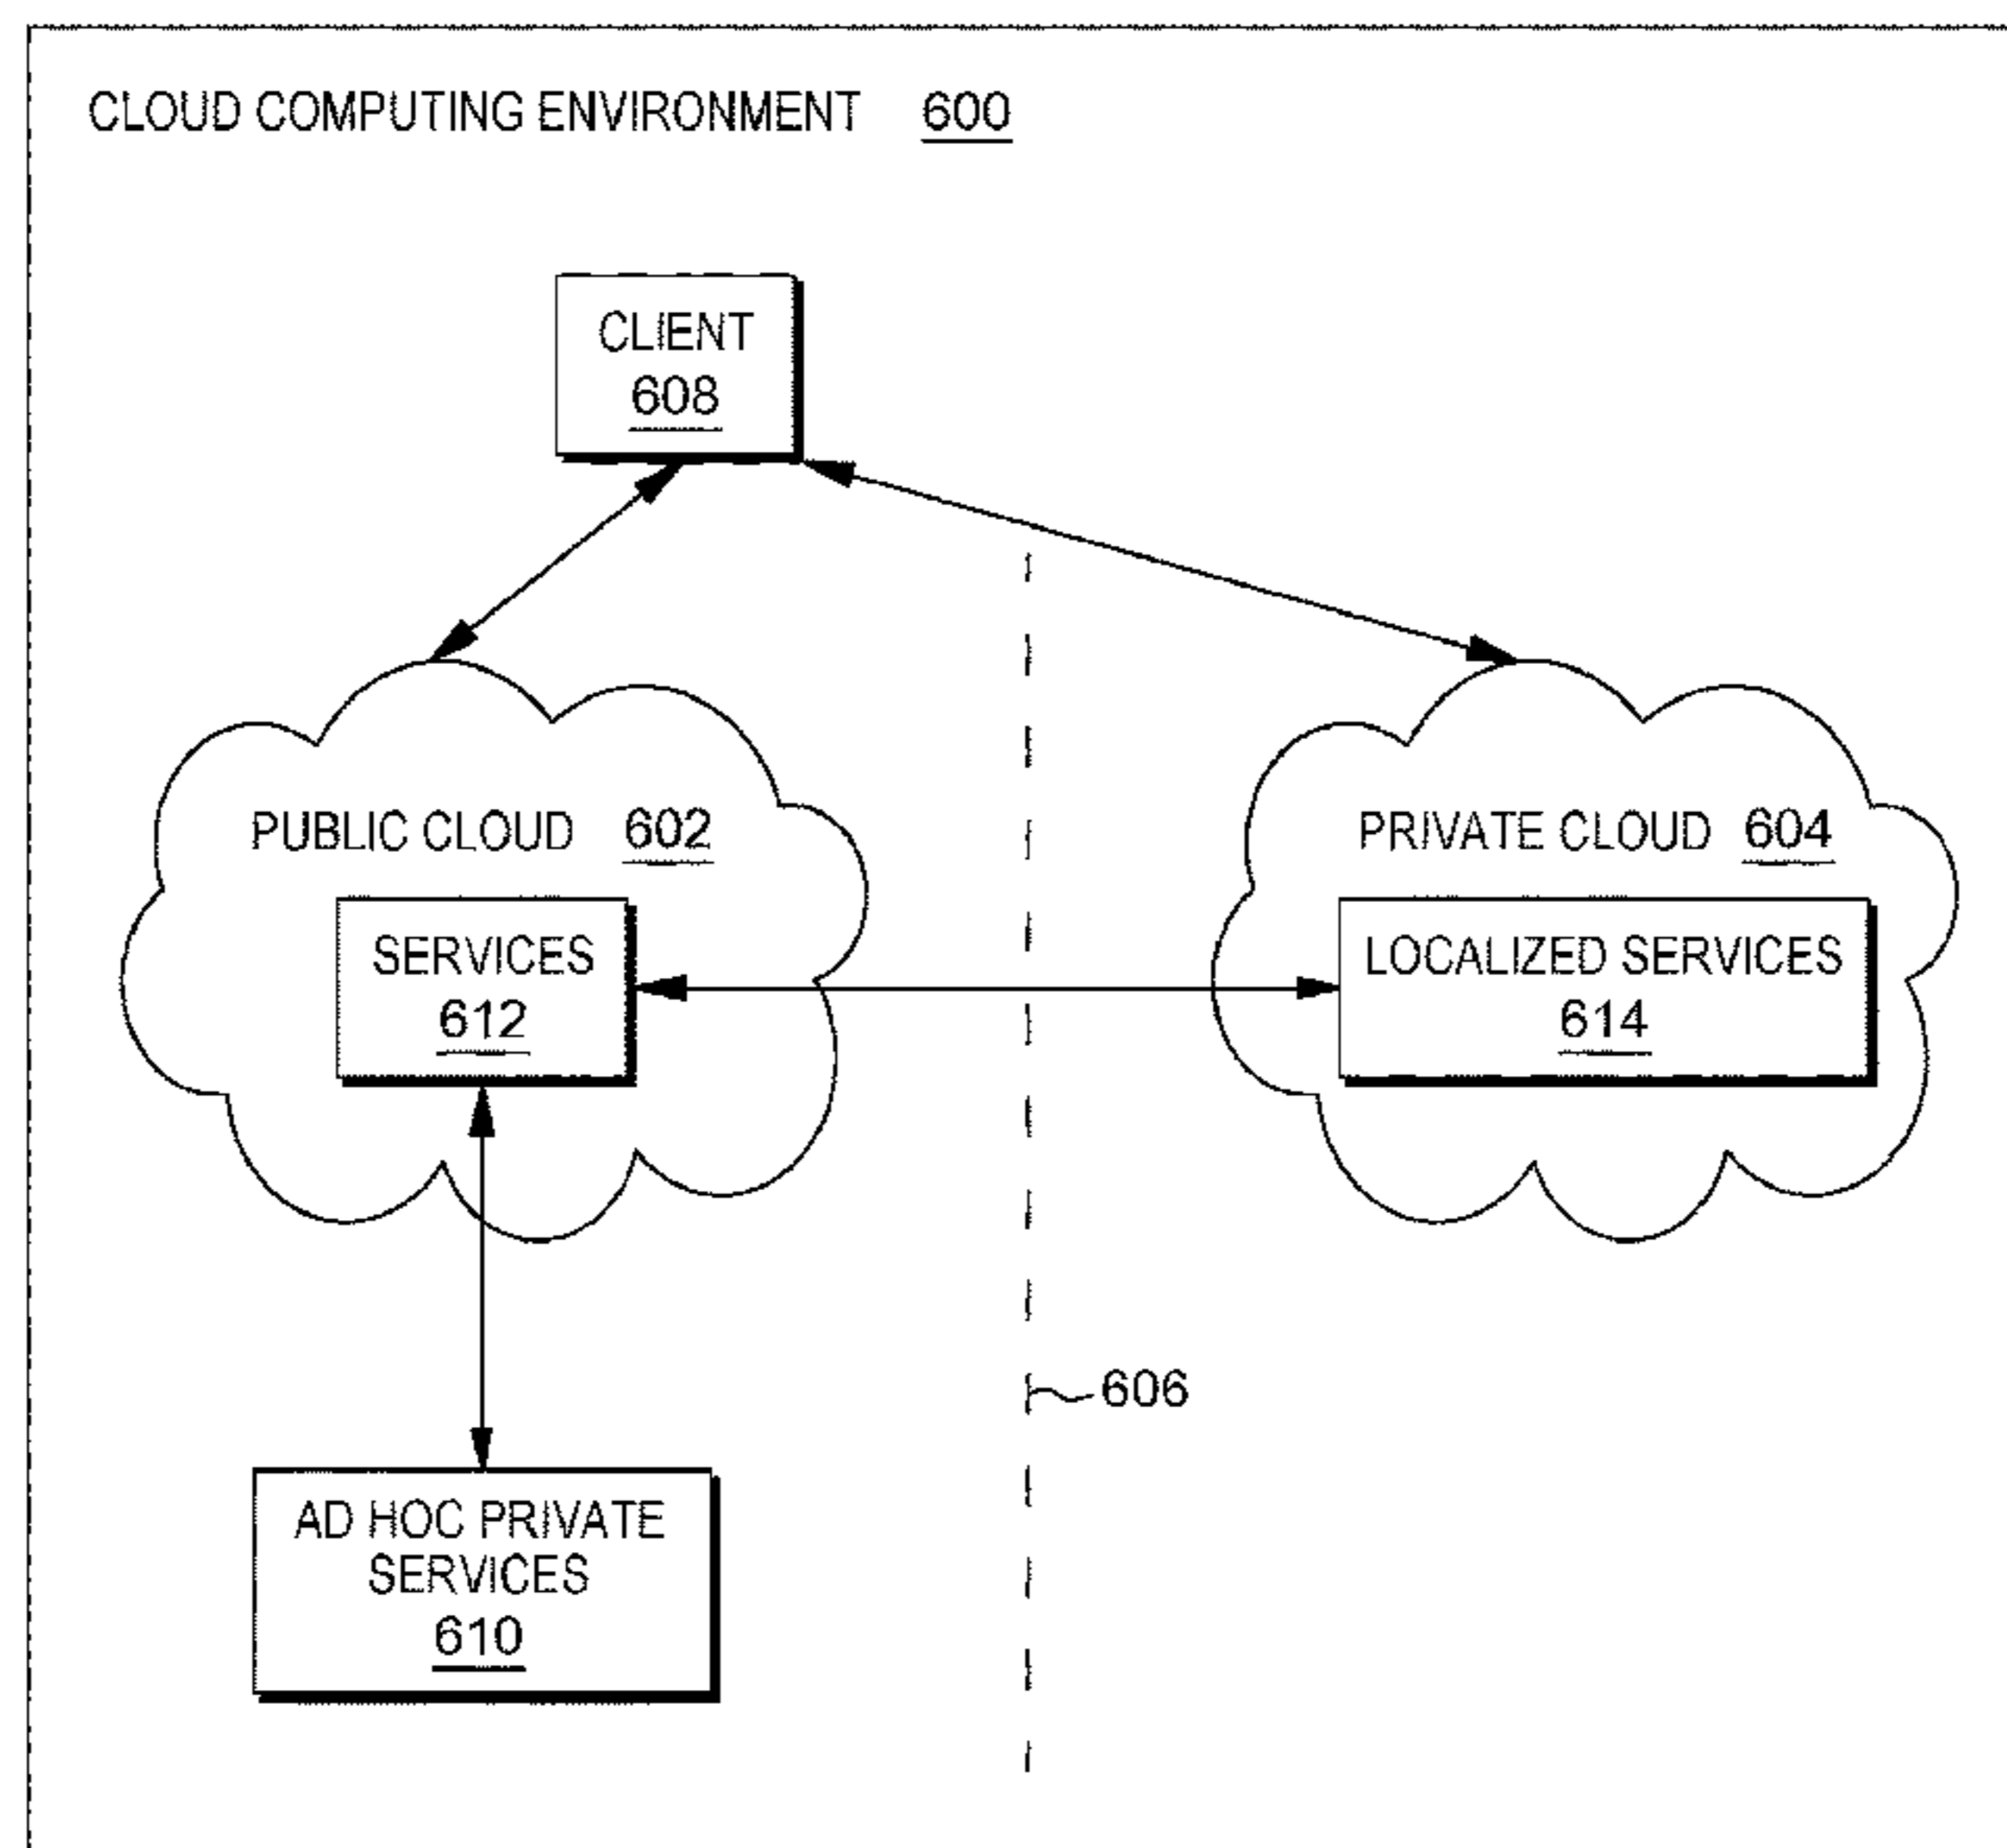 CLOUD COMPUTING ENVIRONMENT 600
CLIENT
608
PUBLIC CLOUD 602
PRIVATE CLOUD 604
SERVICES
612
LOCALIZED SERVICES
614
606
AD HOC PRIVATE
SERVICES
610